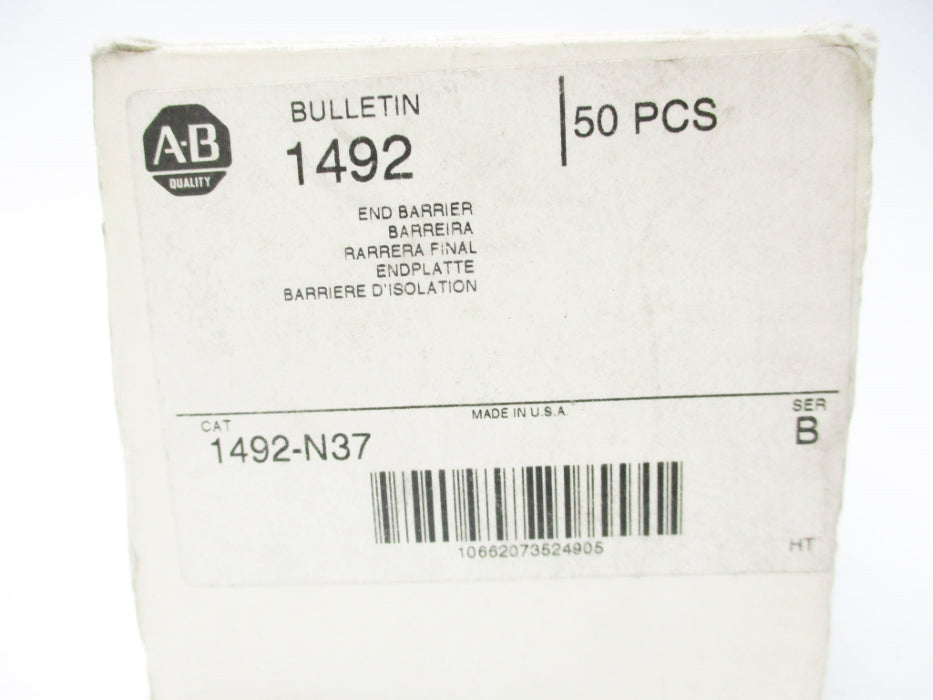 A·B
QUALITY
BULLETIN
1492
50 PCS
END BARRIER
BARREIRA
RARRERA FINAL
ENDPLATTE
BARRIERE D'ISOLATION
MADE IN U.S.A
CAT
1492-N37
SER
B
10662073524905
HT